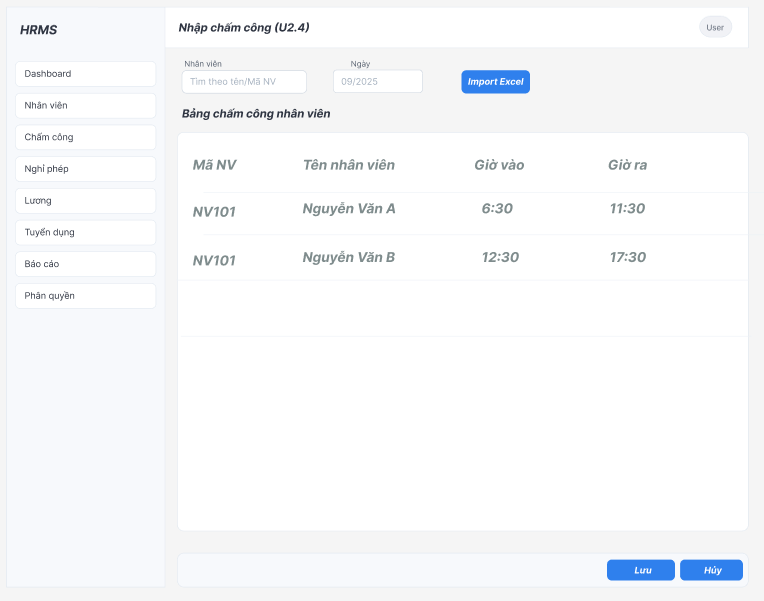 HRMS
Nhập chấm công (U2.4)
User
Dashboard
Nhân viên
Chấm công
Nghỉ phép
Lương
Tuyển dụng
Báo cáo
Phân quyền
Nhân viên
Ngày
Tìm theo tên/Mã NV
09/2025
Import Excel
Bảng chấm công nhân viên
Mã NV Tên nhân viên Giờ vào Giờ ra
NV101 Nguyễn Văn A 6:30 11:30
NV101 Nguyễn Văn B 12:30 17:30
Lưu
Hủy